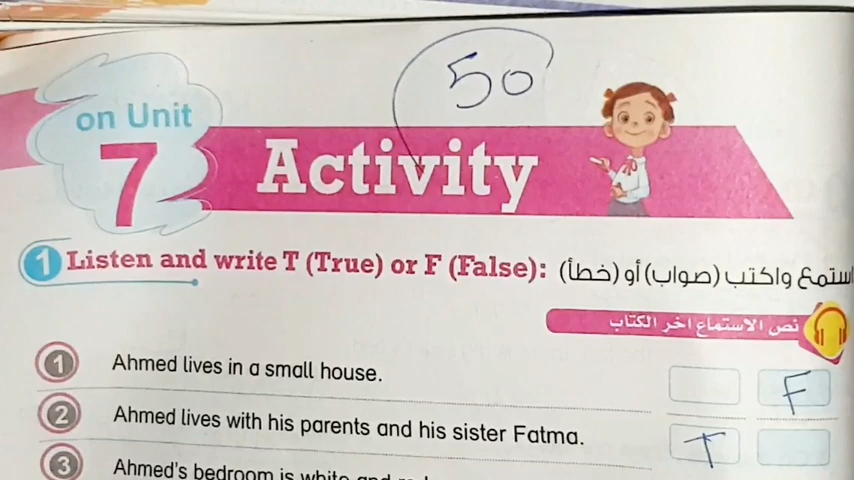 50
on Unit
7
Activity
1 Listen and write T (True) or F (False): استمع واكتب (صواب) أو (خطأ)
نص الاستماع اخر الكتاب
1 Ahmed lives in a small house. F
2 Ahmed lives with his parents and his sister Fatma. T
3 Ahmed's bedroom is white and